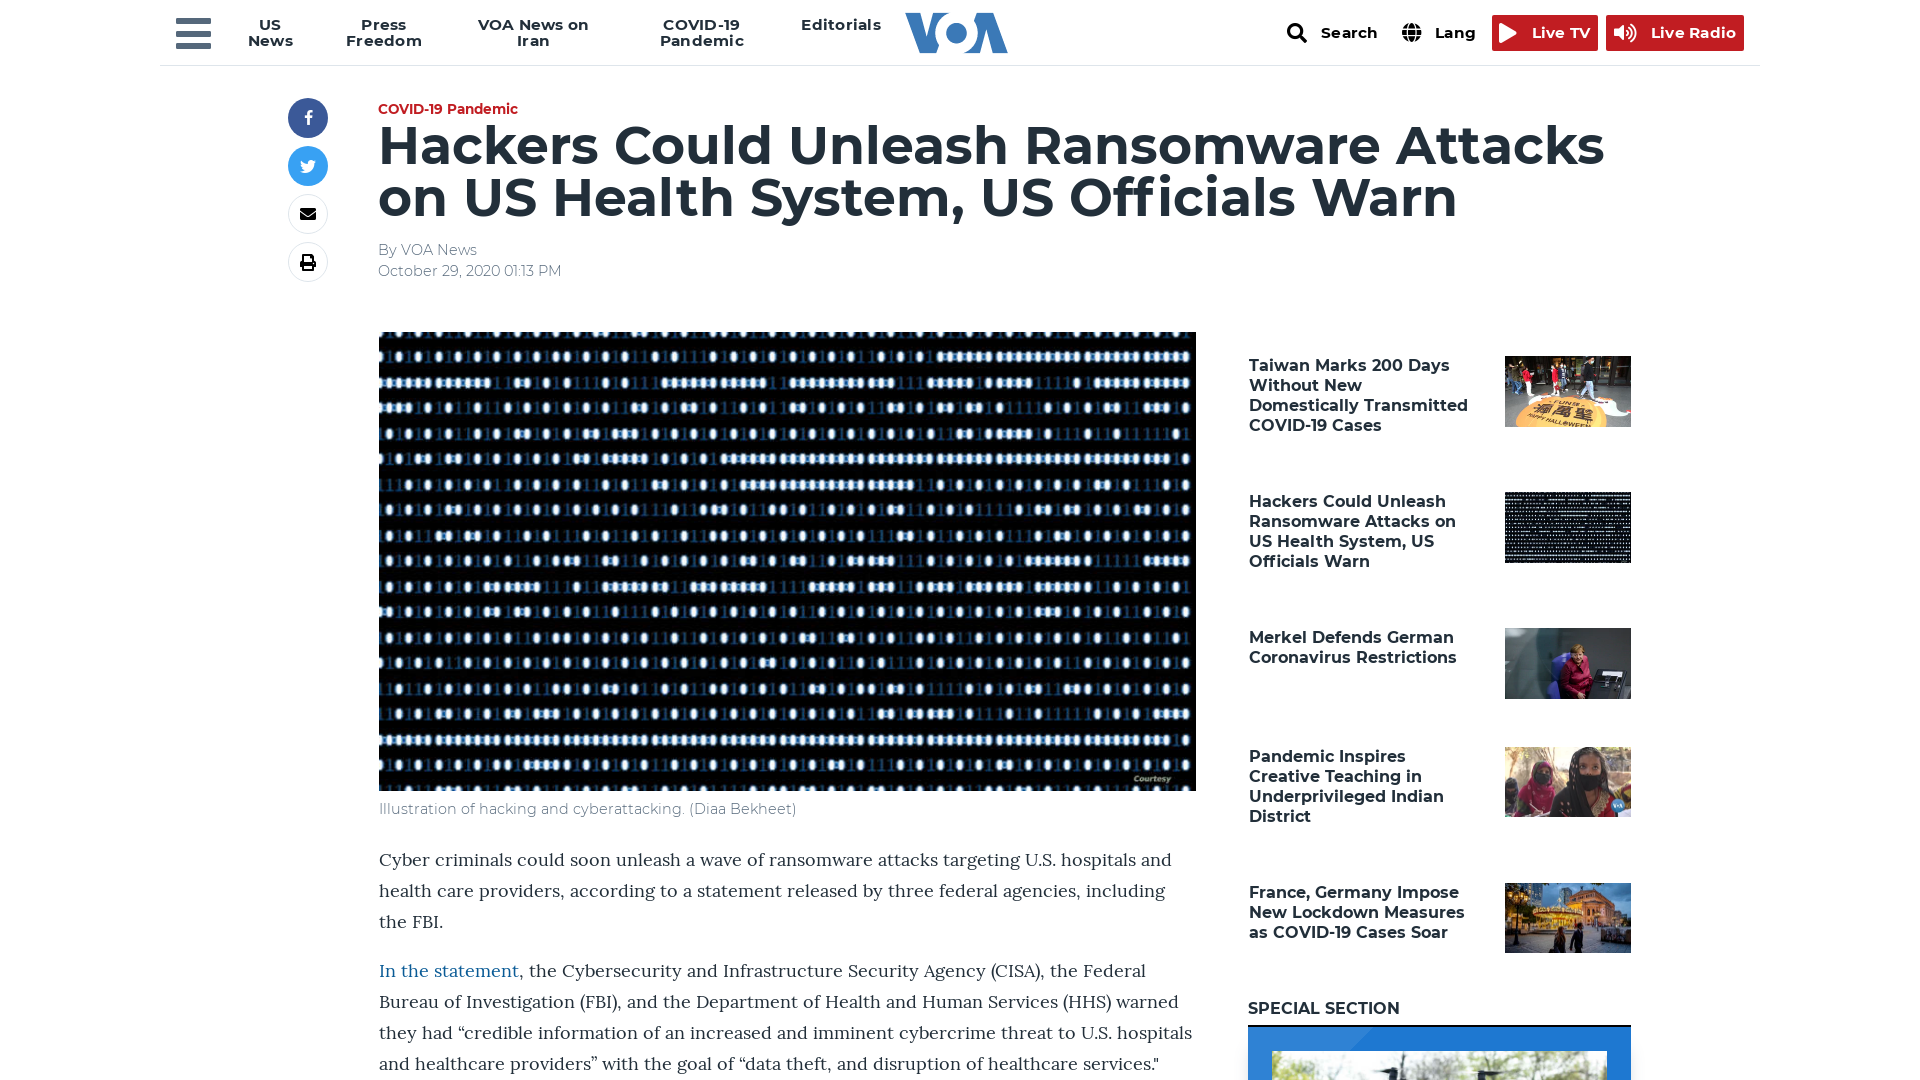 US
News
Press
Freedom
VOA News on
Iran
COVID-19
Pandemic
Editorials
VOA
Search
Lang
Live TV
Live Radio
COVID-19 Pandemic
Hackers Could Unleash Ransomware Attacks
on US Health System, US Officials Warn
By VOA News
October 29, 2020 01:13 PM
Courtesy
Illustration of hacking and cyberattacking. (Diaa Bekheet)
Cyber criminals could soon unleash a wave of ransomware attacks targeting U.S. hospitals and
health care providers, according to a statement released by three federal agencies, including
the FBI.
In the statement, the Cybersecurity and Infrastructure Security Agency (CISA), the Federal
Bureau of Investigation (FBI), and the Department of Health and Human Services (HHS) warned
they had “credible information of an increased and imminent cybercrime threat to U.S. hospitals
and healthcare providers” with the goal of “data theft, and disruption of healthcare services."
Taiwan Marks 200 Days
Without New
Domestically Transmitted
COVID-19 Cases
FUN
萬聖
HAPPY HALLOWEEN
Hackers Could Unleash
Ransomware Attacks on
US Health System, US
Officials Warn
Merkel Defends German
Coronavirus Restrictions
Pandemic Inspires
Creative Teaching in
Underprivileged Indian
District
VOA
France, Germany Impose
New Lockdown Measures
as COVID-19 Cases Soar
SPECIAL SECTION